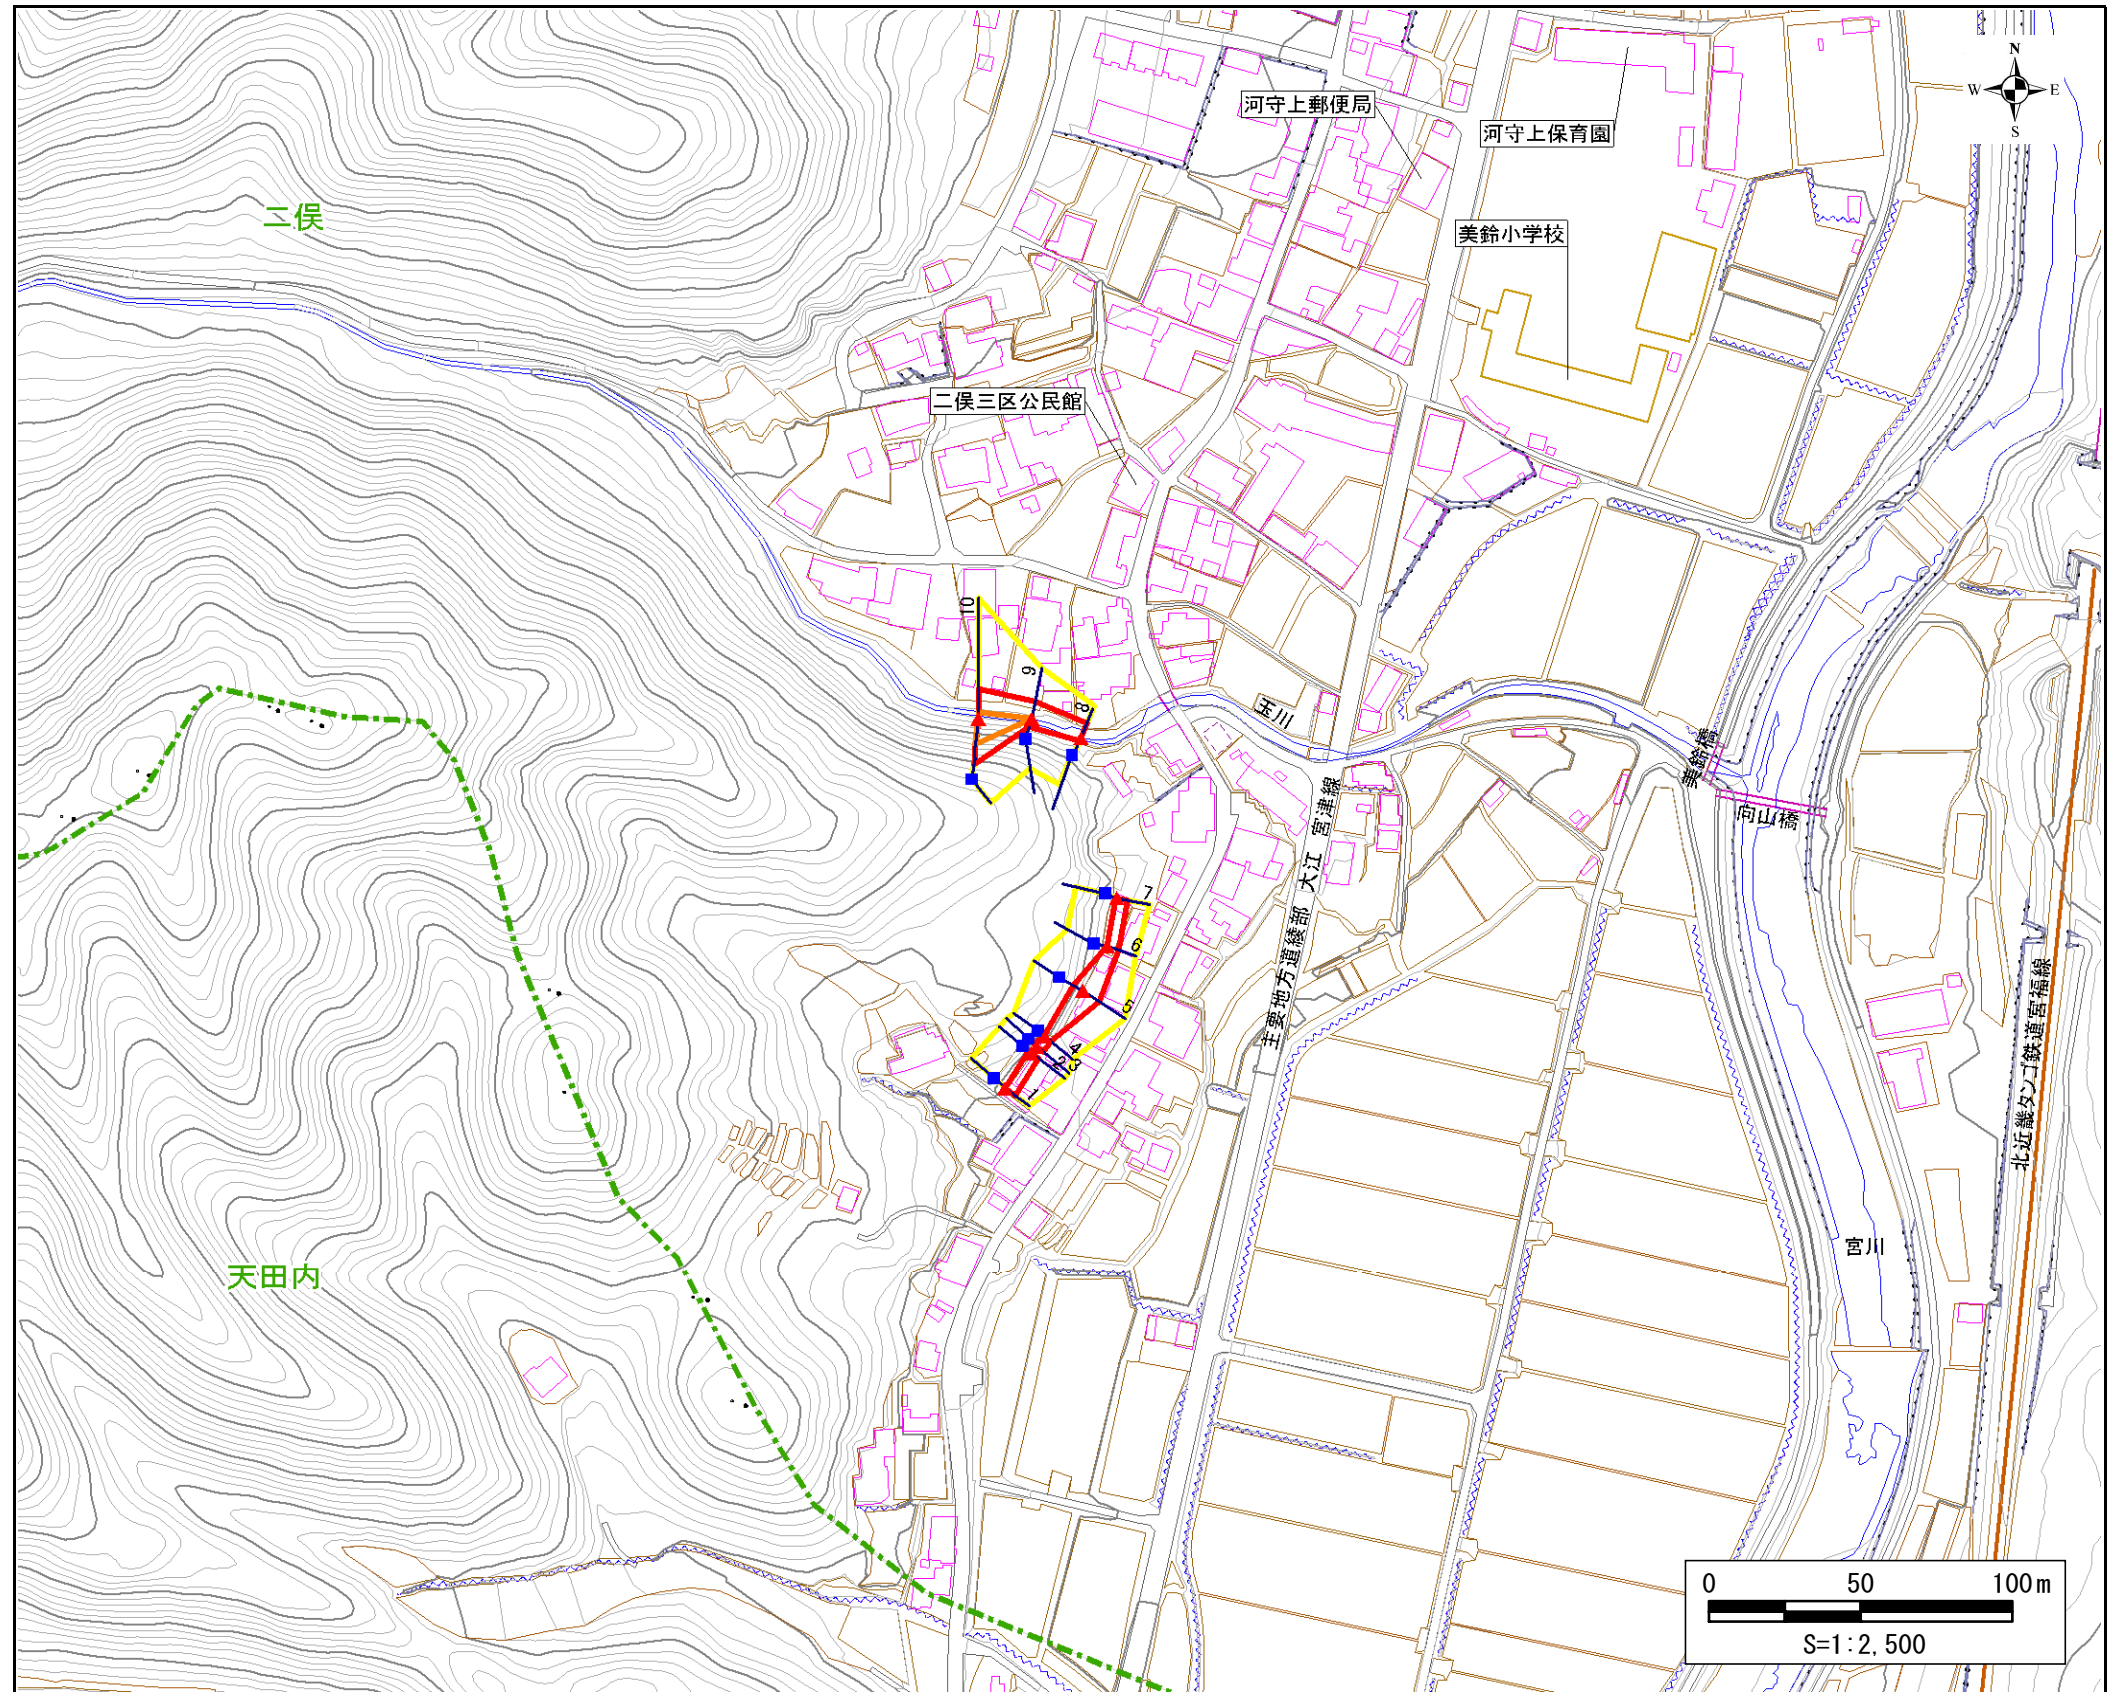 N
W E
S
河守上郵便局
河守上保育園
二俣
美鈴小学校
二俣三区公民館
10
9
8
玉川
美鈴橋
向山橋
主要地方道綾部 大江 宮津線
7
6
5
4
3
2
1
北近畿タンゴ鉄道宮福線
宮川
天田内
0 50 100m
S=1:2,500